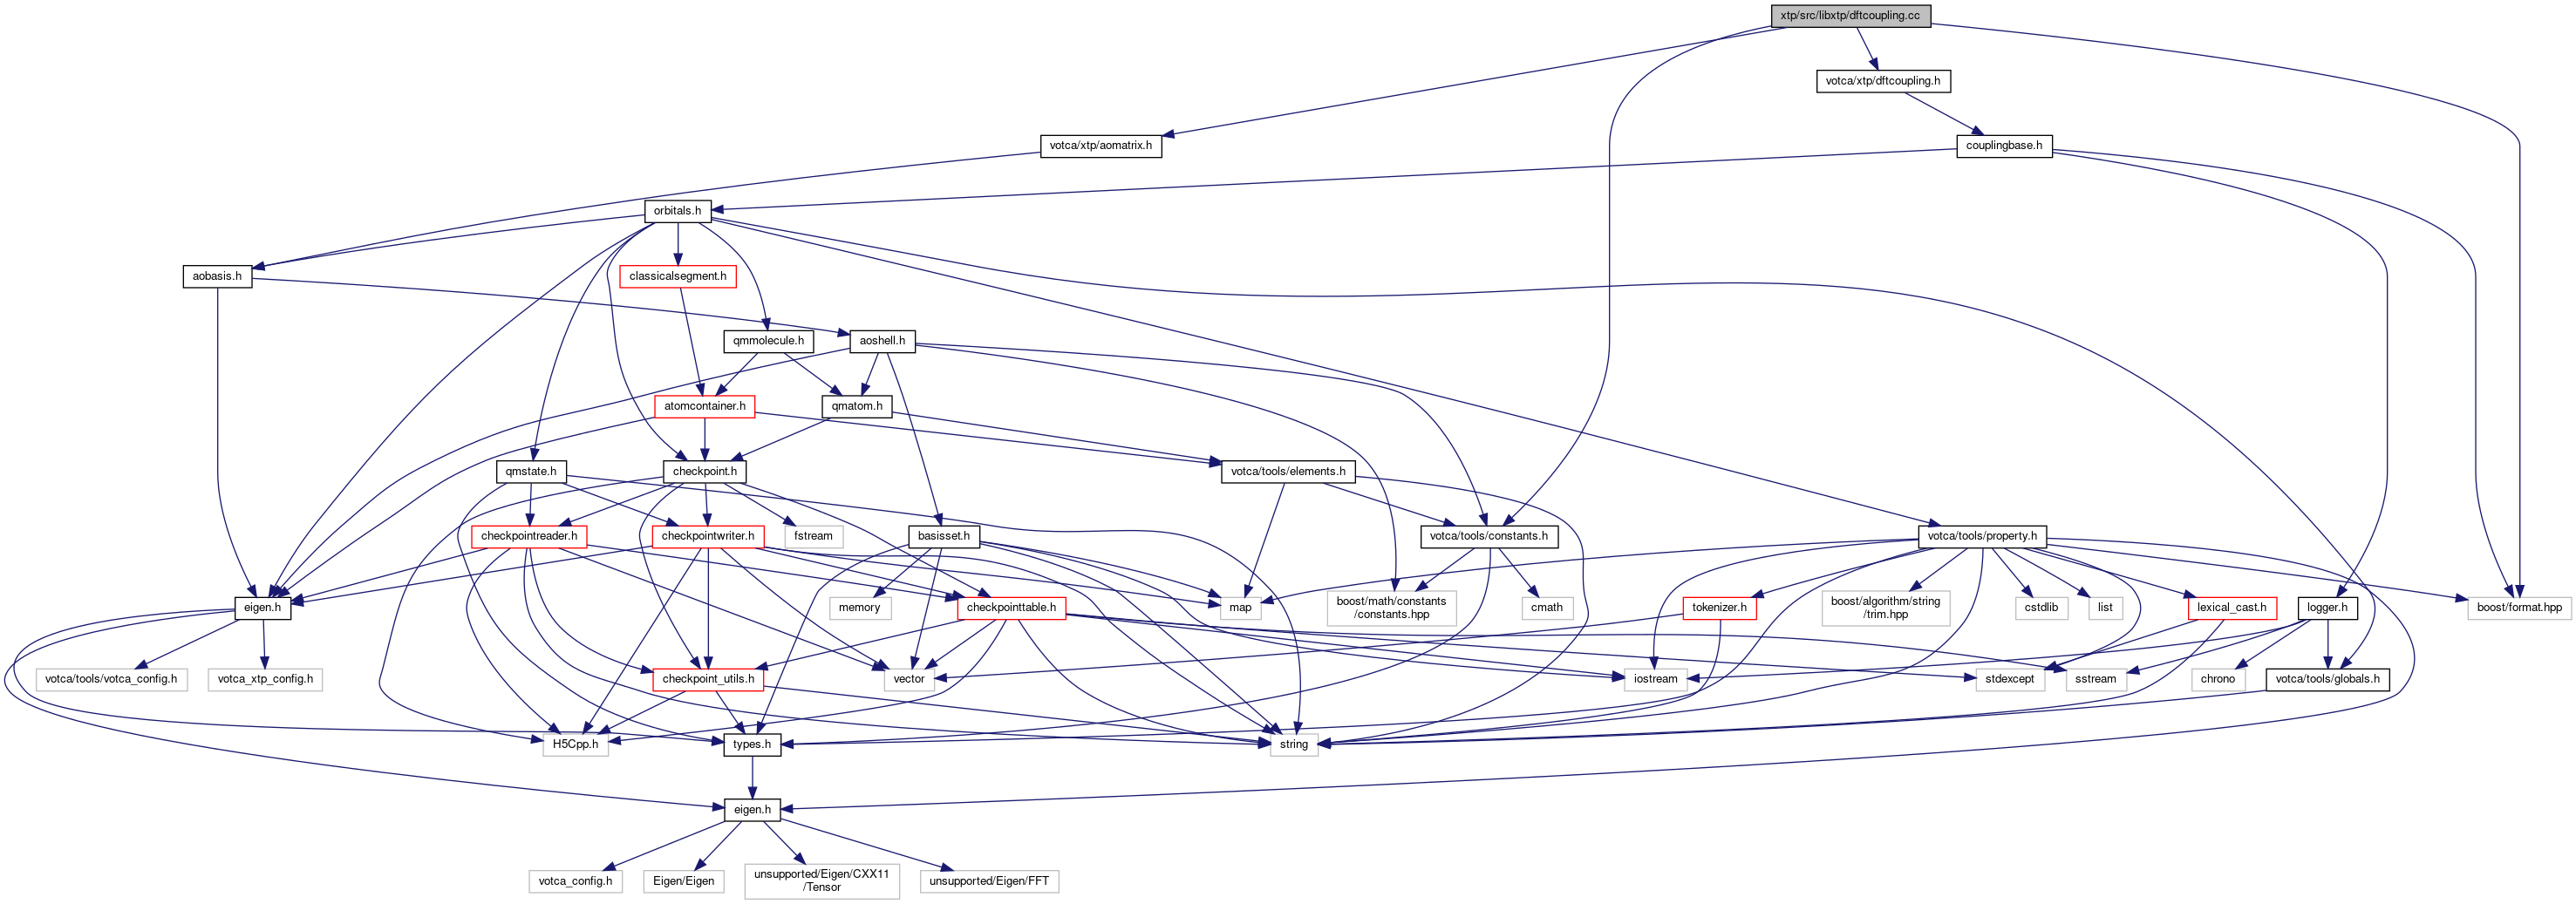 xtp/src/libxtp/dftcoupling.cc
votca/xtp/dftcoupling.h
votca/xtp/aomatrix.h
couplingbase.h
orbitals.h
aobasis.h
classicalsegment.h
qmmolecule.h
aoshell.h
atomcontainer.h
qmatom.h
qmstate.h
checkpoint.h
votca/tools/elements.h
checkpointreader.h
checkpointwriter.h
fstream
basisset.h
votca/tools/constants.h
votca/tools/property.h
eigen.h
memory
checkpointtable.h
map
boost/math/constants
/constants.hpp
cmath
tokenizer.h
boost/algorithm/string
/trim.hpp
cstdlib
list
lexical_cast.h
logger.h
boost/format.hpp
votca/tools/votca_config.h
votca_xtp_config.h
checkpoint_utils.h
vector
iostream
stdexcept
sstream
chrono
votca/tools/globals.h
H5Cpp.h
types.h
string
eigen.h
votca_config.h
Eigen/Eigen
unsupported/Eigen/CXX11
/Tensor
unsupported/Eigen/FFT